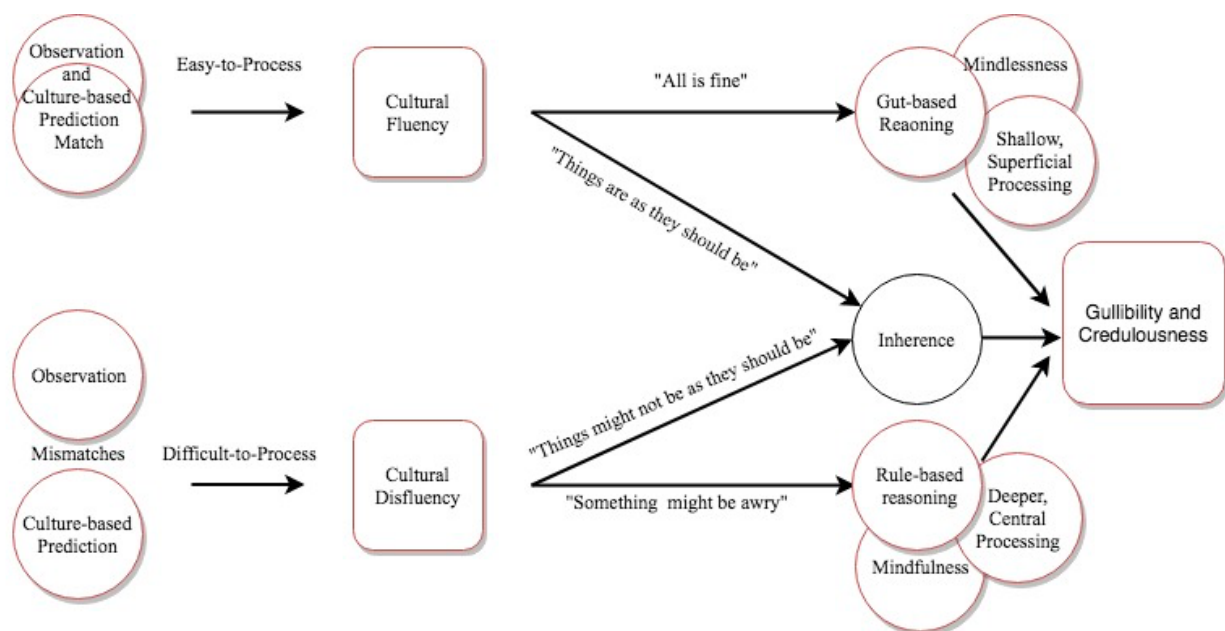 Observation
and
Culture-based
Prediction
Match
Easy-to-Process
Cultural
Fluency
"All is fine"
"Things are as they should be"
Gut-based
Reaoning
Mindlessness
Shallow,
Superficial
Processing
Observation
Mismatches
Culture-based
Prediction
Difficult-to-Process
Cultural
Disfluency
"Things might not be as they should be"
"Something might be awry"
Inherence
Rule-based
reasoning
Deeper,
Central
Processing
Mindfulness
Gullibility and
Credulousness